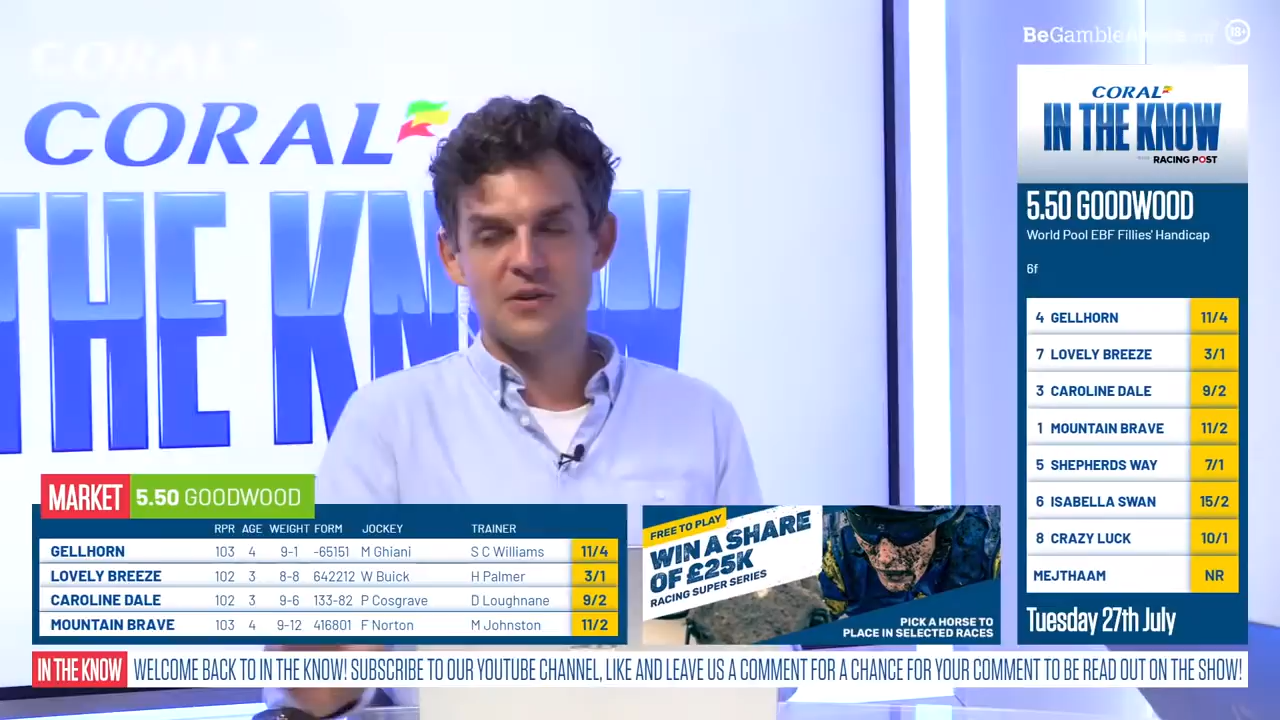 CORAL
BeGambleAware.org 18+
CORAL
THE KNOW
CORAL
IN THE KNOW
WITH RACING POST
5.50 GOODWOOD
World Pool EBF Fillies' Handicap
6f
4 GELLHORN 11/4
7 LOVELY BREEZE 3/1
3 CAROLINE DALE 9/2
1 MOUNTAIN BRAVE 11/2
5 SHEPHERDS WAY 7/1
6 ISABELLA SWAN 15/2
8 CRAZY LUCK 10/1
MEJTHAAM NR
Tuesday 27th July
MARKET 5.50 GOODWOOD
RPR AGE WEIGHT FORM JOCKEY TRAINER
GELLHORN 103 4 9-1 -65151 M Ghiani S C Williams 11/4
LOVELY BREEZE 102 3 8-8 642212 W Buick H Palmer 3/1
CAROLINE DALE 102 3 9-6 133-82 P Cosgrave D Loughnane 9/2
MOUNTAIN BRAVE 103 4 9-12 416801 F Norton M Johnston 11/2
FREE TO PLAY
WIN A SHARE
OF £25K
RACING SUPER SERIES
PICK A HORSE TO
PLACE IN SELECTED RACES
IN THE KNOW WELCOME BACK TO IN THE KNOW! SUBSCRIBE TO OUR YOUTUBE CHANNEL, LIKE AND LEAVE US A COMMENT FOR A CHANCE FOR YOUR COMMENT TO BE READ OUT ON THE SHOW!